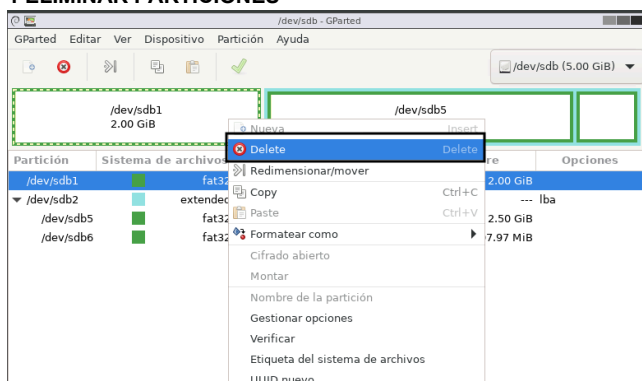 ELIMINAR PARTICIONES
/dev/sdb - GParted
GParted Editar Ver Dispositivo Partición Ayuda
/dev/sdb (5.00 GiB)
/dev/sdb1
2.00 GiB
/dev/sdb5
Partición Sistema de archivos re Opciones
/dev/sdb1 fat32 2.00 GiB
/dev/sdb2 extended --- lba
/dev/sdb5 fat32 2.50 GiB
/dev/sdb6 fat32 7.97 MiB
Nueva Insert
Delete Delete
Redimensionar/mover
Copy Ctrl+C
Paste Ctrl+V
Formatear como
Cifrado abierto
Montar
Nombre de la partición
Gestionar opciones
Verificar
Etiqueta del sistema de archivos
UUID nuevo